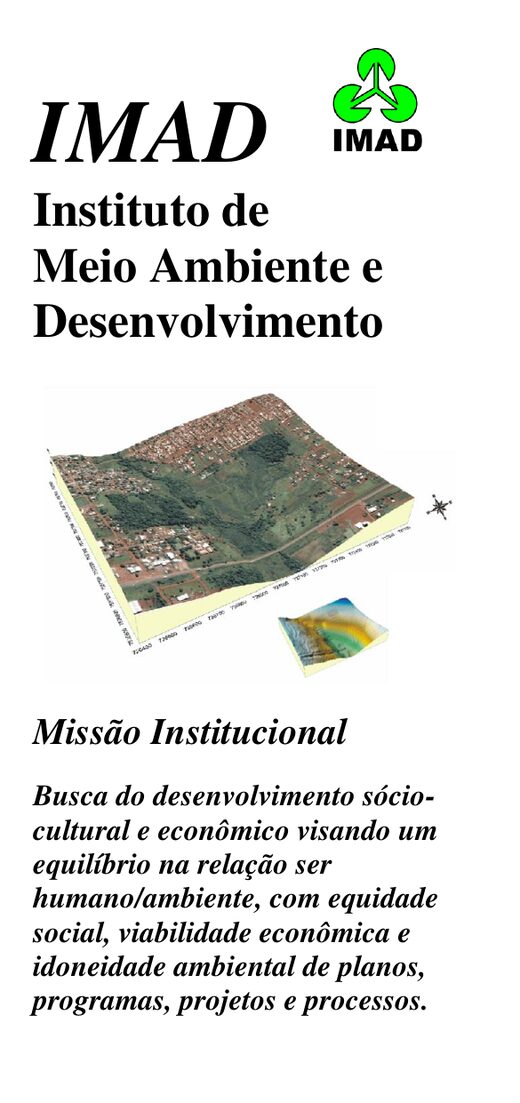 IMAD
IMAD
Instituto de
Meio Ambiente e
Desenvolvimento
Missão Institucional
Busca do desenvolvimento sócio-
cultural e econômico visando um
equilíbrio na relação ser
humano/ambiente, com equidade
social, viabilidade econômica e
idoneidade ambiental de planos,
programas, projetos e processos.